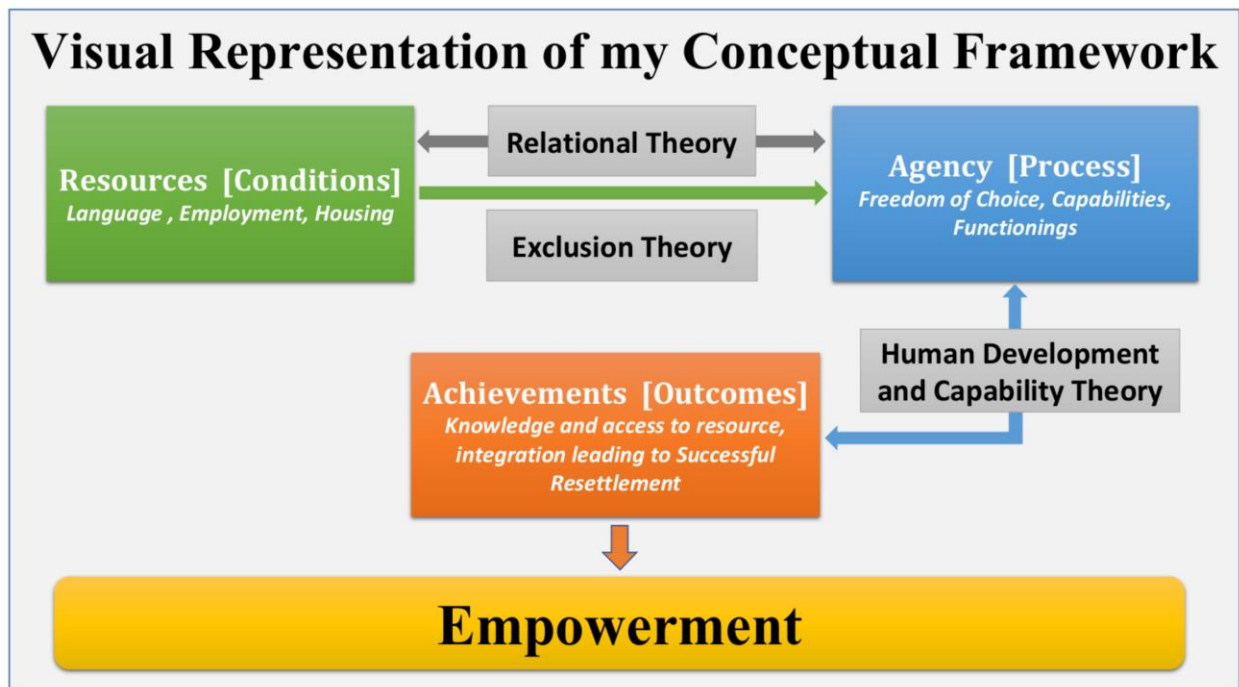 Visual Representation of my Conceptual Framework
Resources [Conditions]
Language , Employment, Housing
Relational Theory
Exclusion Theory
Agency [Process]
Freedom of Choice, Capabilities,
Functionings
Human Development
and Capability Theory
Achievements [Outcomes]
Knowledge and access to resource,
integration leading to Successful
Resettlement
Empowerment